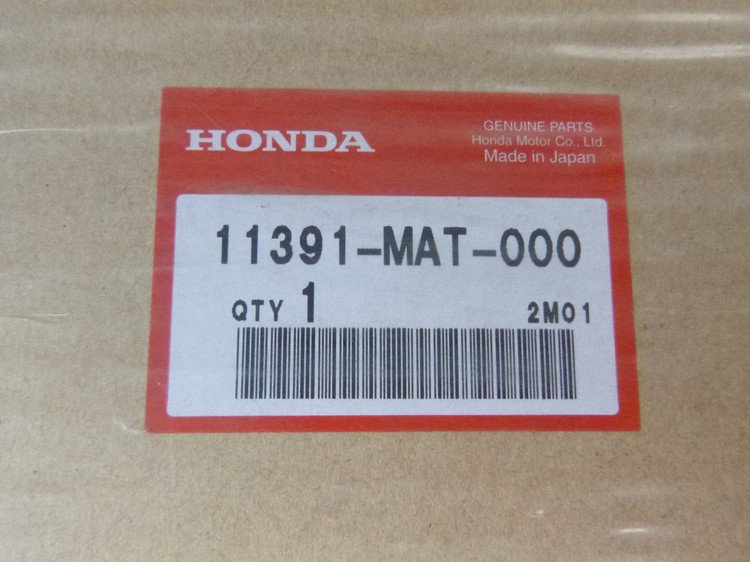 HONDA
GENUINE PARTS
Honda Motor Co., Ltd.
Made in Japan
11391-MAT-000
QTY 1 2M01